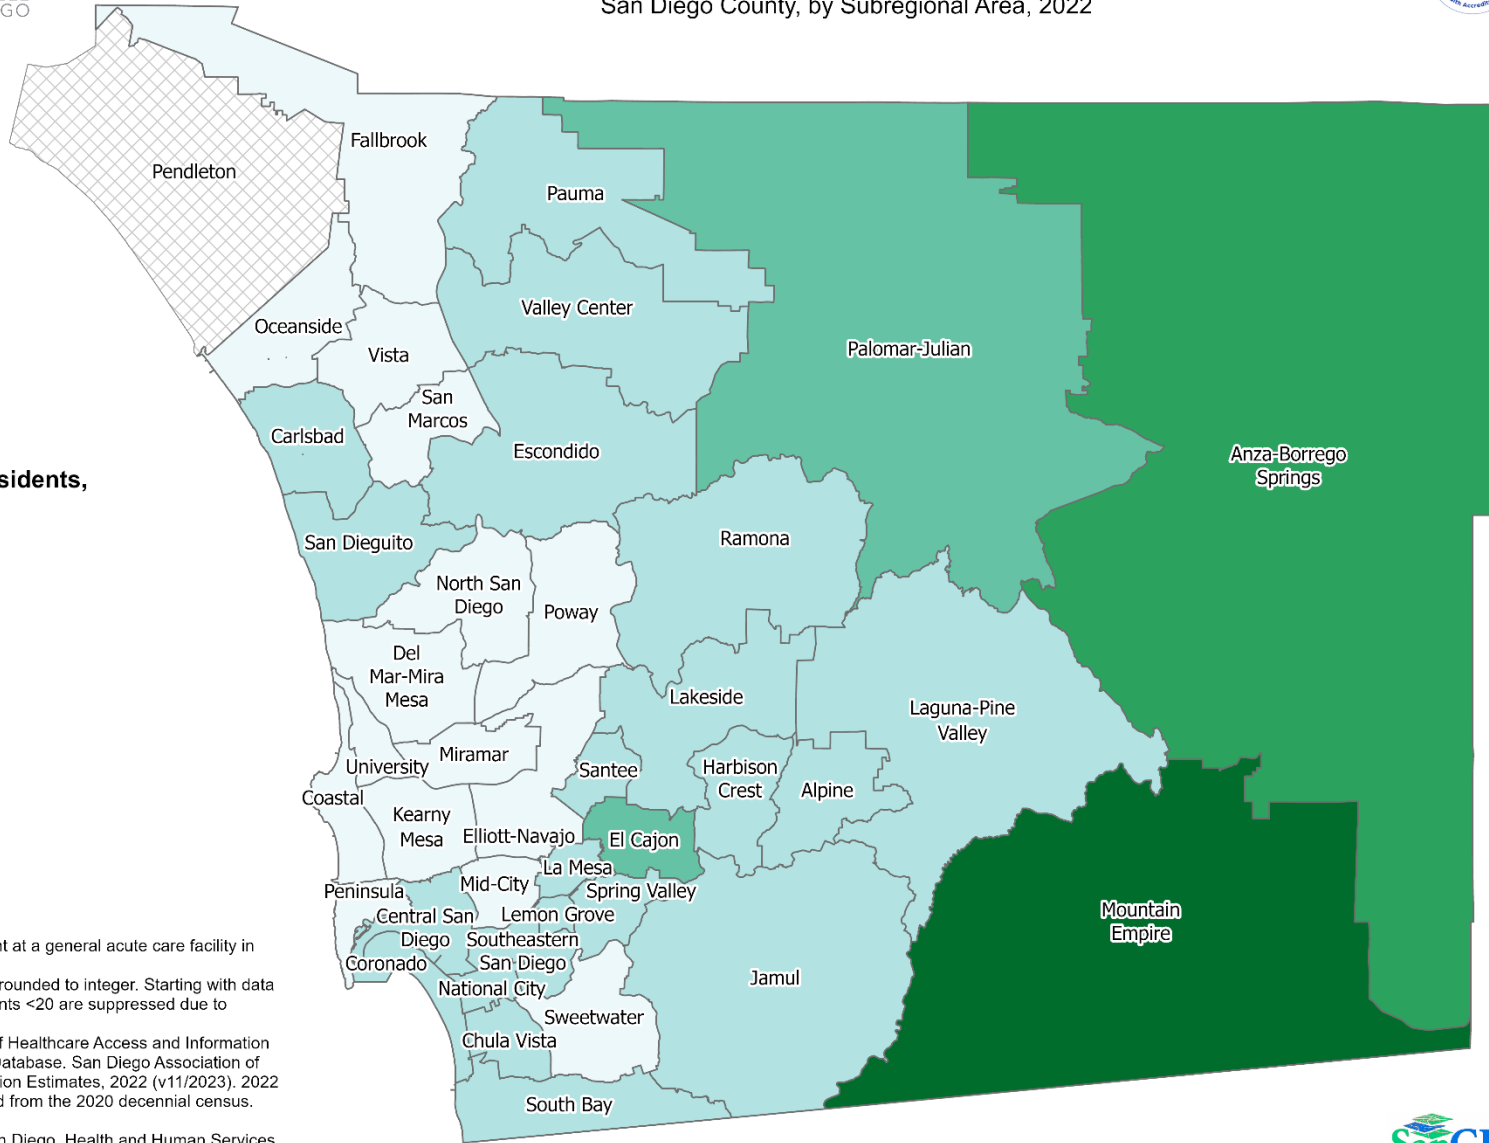 GO
San Diego County, by Subregional Area, 2022
Fallbrook
Pendleton
Pauma
Valley Center
Oceanside
Palomar-Julian
Vista
San
Marcos
Carlsbad
Escondido
Anza-Borrego
Springs
sidents,
San Dieguito
Ramona
North San
Diego
Poway
Del
Mar-Mira
Mesa
Lakeside
Laguna-Pine
Valley
Miramar
University
Santee
Harbison
Crest
Alpine
Coastal
Kearny
Mesa
Elliott-Navajo
El Cajon
La Mesa
Mid-City
Peninsula
Spring Valley
Central San
Diego
Lemon Grove
Mountain
Empire
Southeastern
San Diego
Coronado
National City
Jamul
Sweetwater
Chula Vista
South Bay
nt at a general acute care facility in
rounded to integer. Starting with data
nts <20 are suppressed due to
f Healthcare Access and Information
Database. San Diego Association of
ion Estimates, 2022 (v11/2023). 2022
d from the 2020 decennial census.
n Diego, Health and Human Services